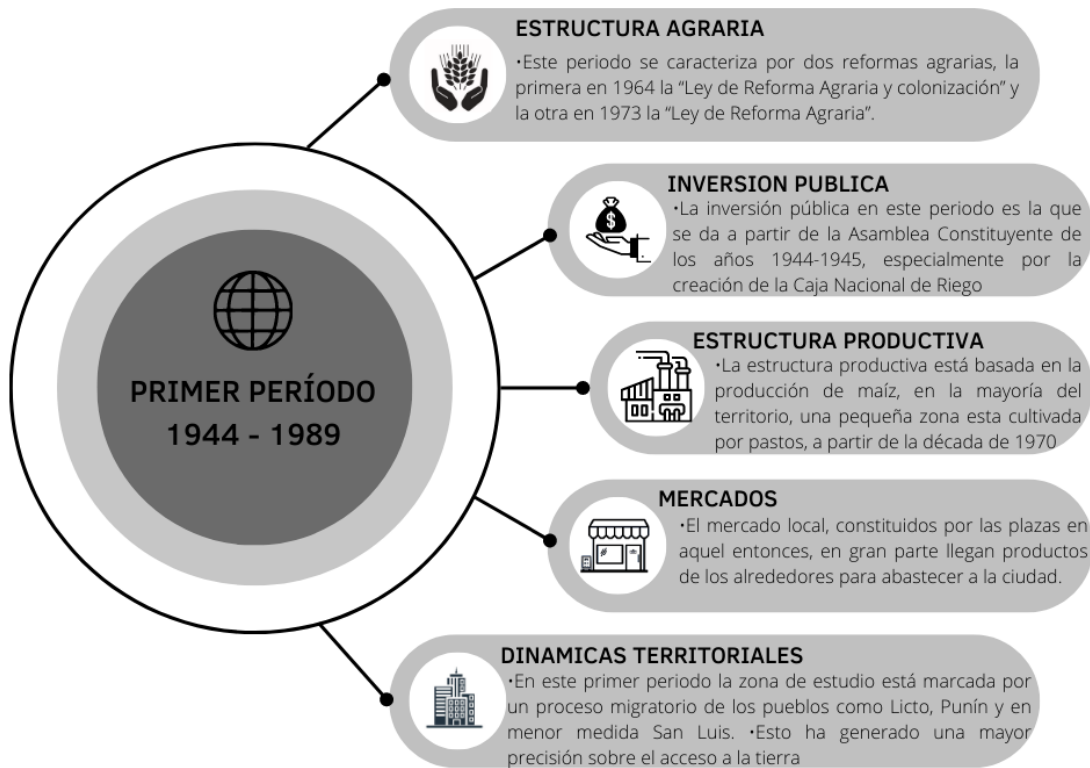 PRIMER PERÍODO
1944 - 1989
ESTRUCTURA AGRARIA
•Este periodo se caracteriza por dos reformas agrarias, la
primera en 1964 la “Ley de Reforma Agraria y colonización” y
la otra en 1973 la “Ley de Reforma Agraria”.
INVERSION PUBLICA
•La inversión pública en este periodo es la que
se da a partir de la Asamblea Constituyente de
los años 1944-1945, especialmente por la
creación de la Caja Nacional de Riego
ESTRUCTURA PRODUCTIVA
•La estructura productiva está basada en la
producción de maíz, en la mayoría del
territorio, una pequeña zona esta cultivada
por pastos, a partir de la década de 1970
MERCADOS
•El mercado local, constituidos por las plazas en
aquel entonces, en gran parte llegan productos
de los alrededores para abastecer a la ciudad.
DINAMICAS TERRITORIALES
•En este primer periodo la zona de estudio está marcada por
un proceso migratorio de los pueblos como Licto, Punín y en
menor medida San Luis. •Esto ha generado una mayor
precisión sobre el acceso a la tierra